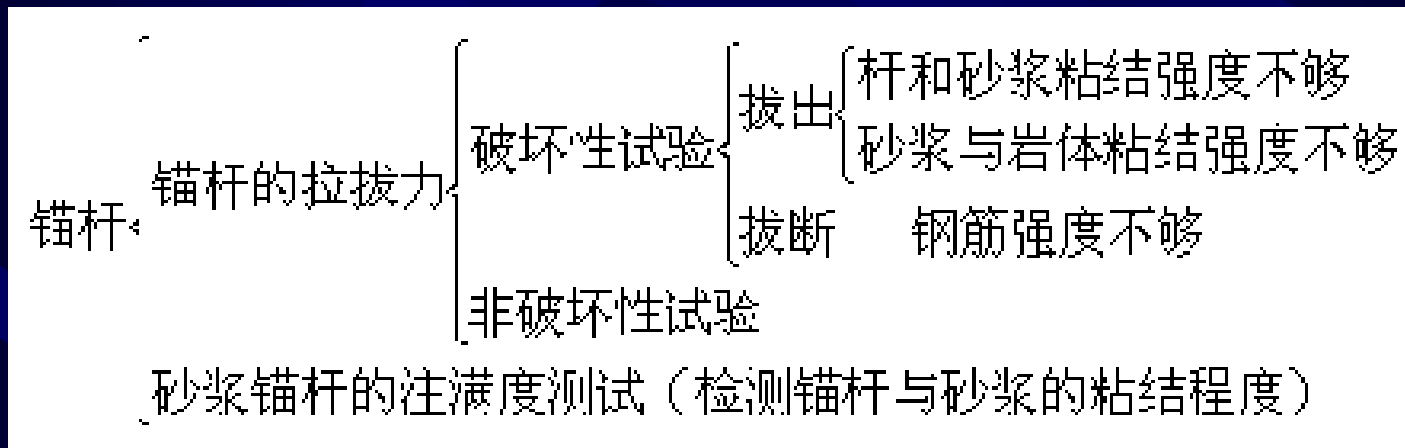 杆和砂浆粘结强度不够
拔出
砂浆与岩体粘结强度不够
破坏性试验
锚杆的拉拔力
锚杆
拔断 钢筋强度不够
非破坏性试验
砂浆锚杆的注满度测试（检测锚杆与砂浆的粘结程度）